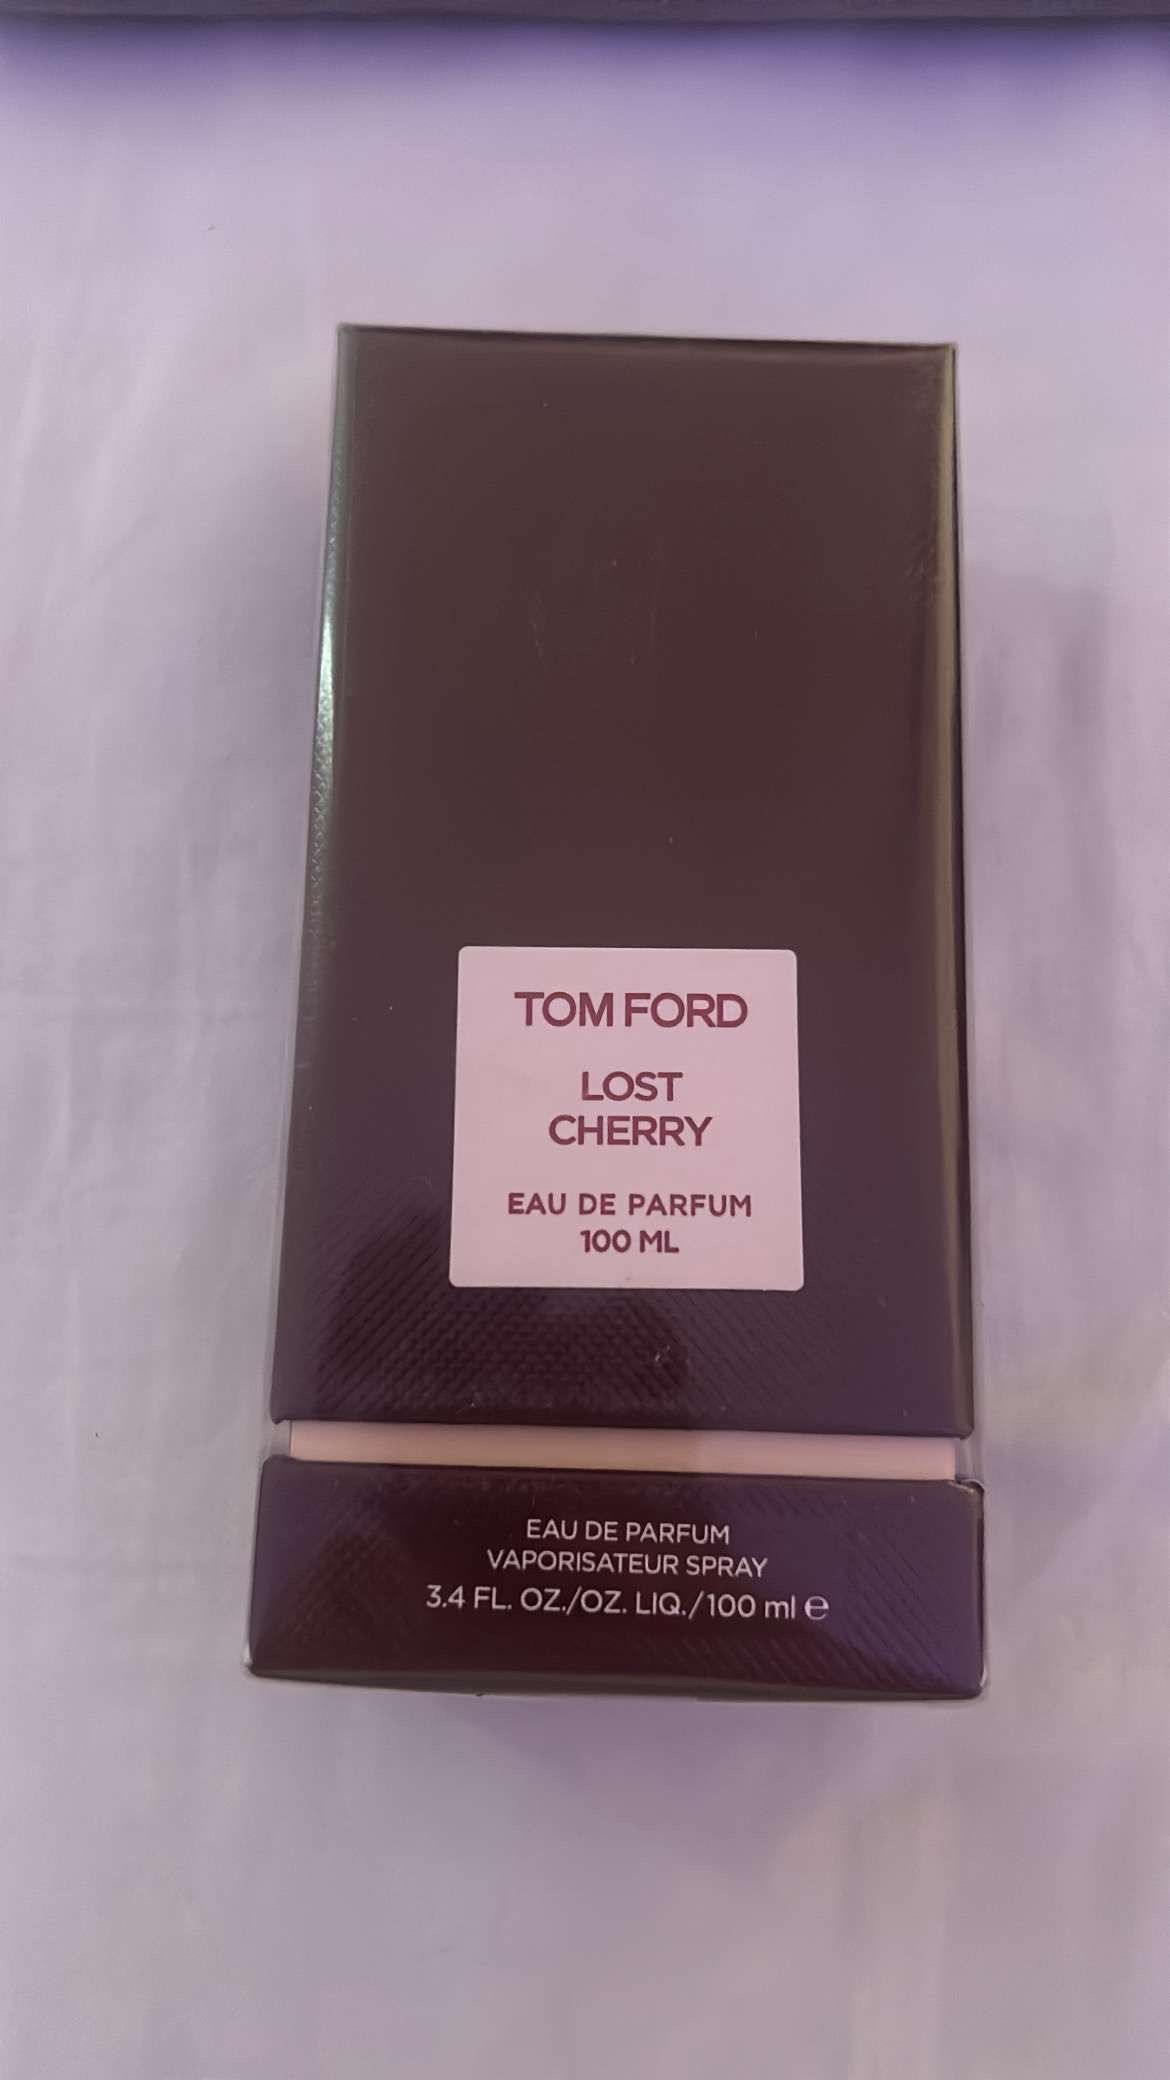 TOM FORD
LOST
CHERRY
EAU DE PARFUM
100 ML
EAU DE PARFUM
VAPORISATEUR SPRAY
3.4 FL. OZ./OZ. LIQ./100 ml ℮